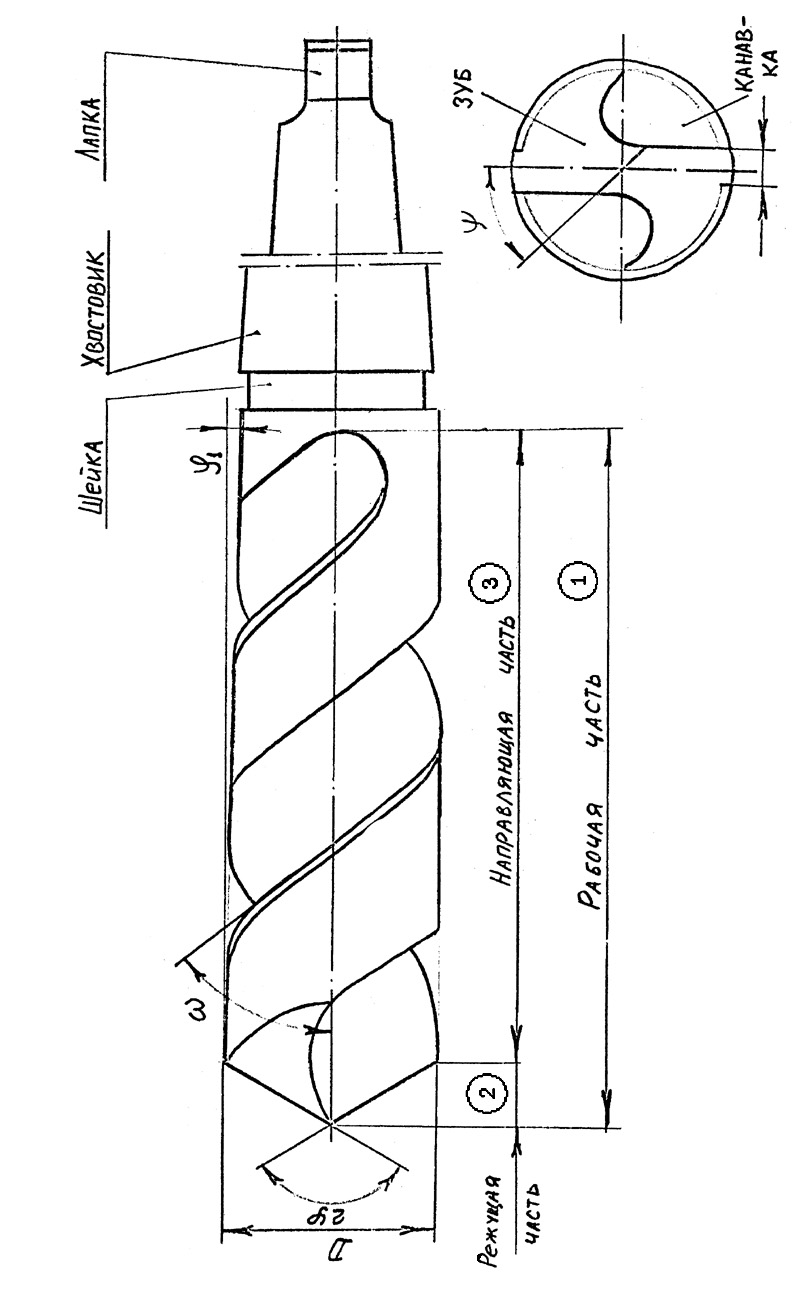 Лапка
Хвостовик
Шейка
ЗУБ
КАНАВ-
КА
ψ
φ₁
ω
2φ
D
3
Направляющая часть
1
Рабочая часть
2
Режущая
часть